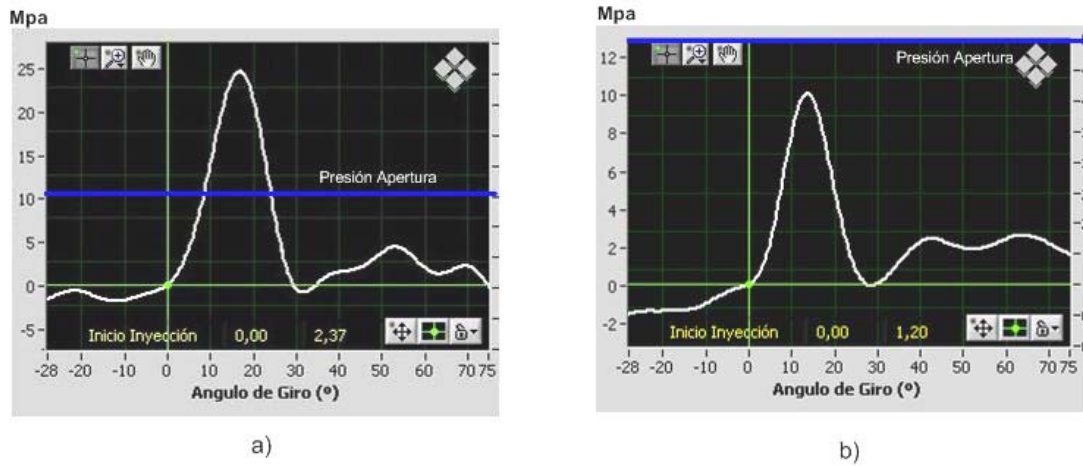 Mpa
25
20
15
10
5
0
-5
Presión Apertura
Inicio Inyección 0,00 2,37
-28 -20 -10 0 10 20 30 40 50 60 70 75
Angulo de Giro (º)
a)
Mpa
12
10
8
6
4
2
0
-2
Presión Apertura
Inicio Inyección 0,00 1,20
-28 -20 -10 0 10 20 30 40 50 60 70 75
Angulo de Giro (º)
b)